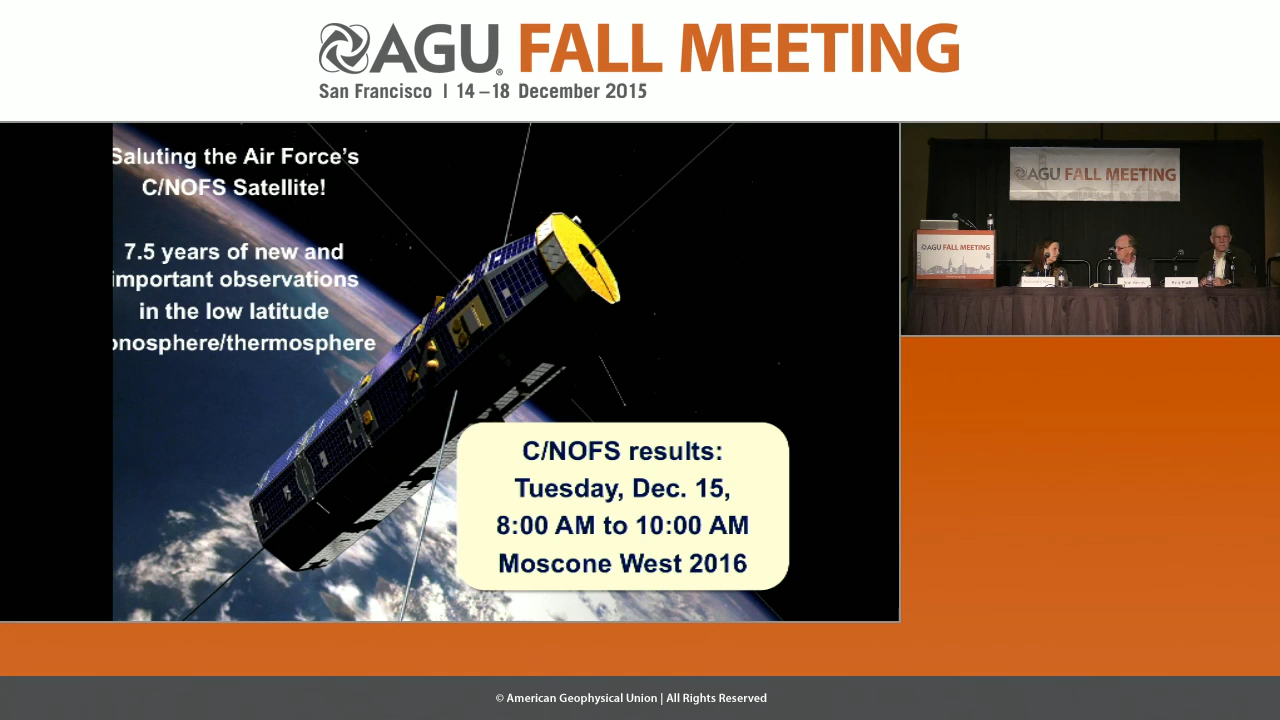 AGU FALL MEETING
San Francisco | 14–18 December 2015
Saluting the Air Force's
C/NOFS Satellite!
7.5 years of new and
important observations
in the low latitude
onosphere/thermosphere
C/NOFS results:
Tuesday, Dec. 15,
8:00 AM to 10:00 AM
Moscone West 2016
AGU FALL MEETING
AGU FALL MEETING
© American Geophysical Union | All Rights Reserved